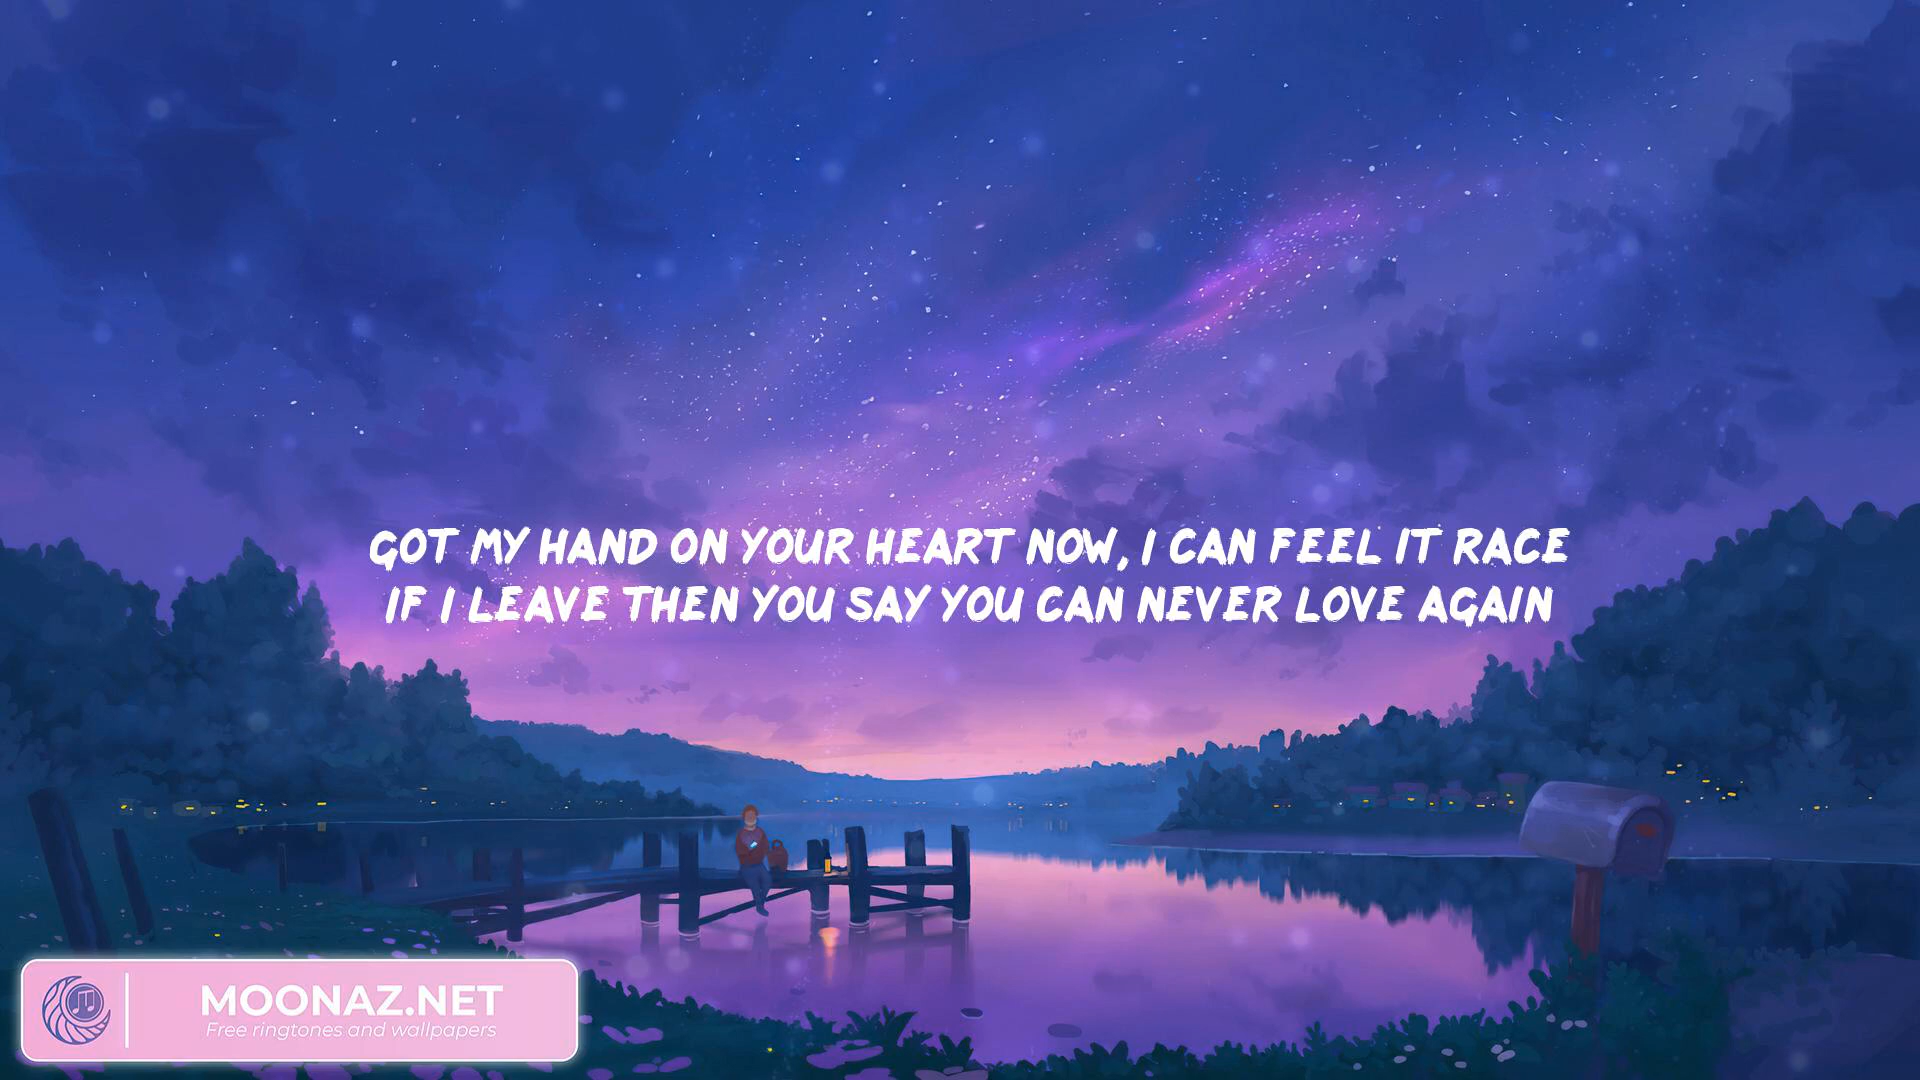 GOT MY HAND ON YOUR HEART NOW, I CAN FEEL IT RACE
IF I LEAVE THEN YOU SAY YOU CAN NEVER LOVE AGAIN
MOONAZ.NET
Free ringtones and wallpapers